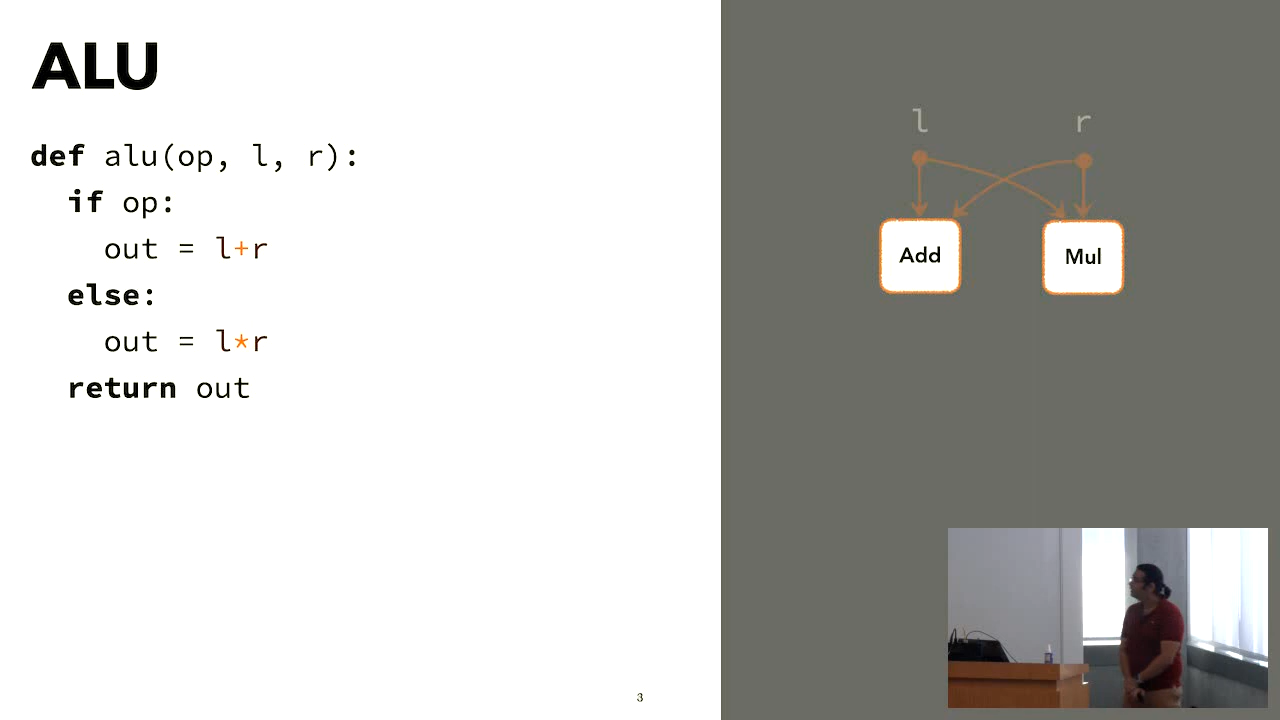 ALU
def alu(op, l, r):
  if op:
    out = l+r
  else:
    out = l*r
  return out
l r
Add Mul
3